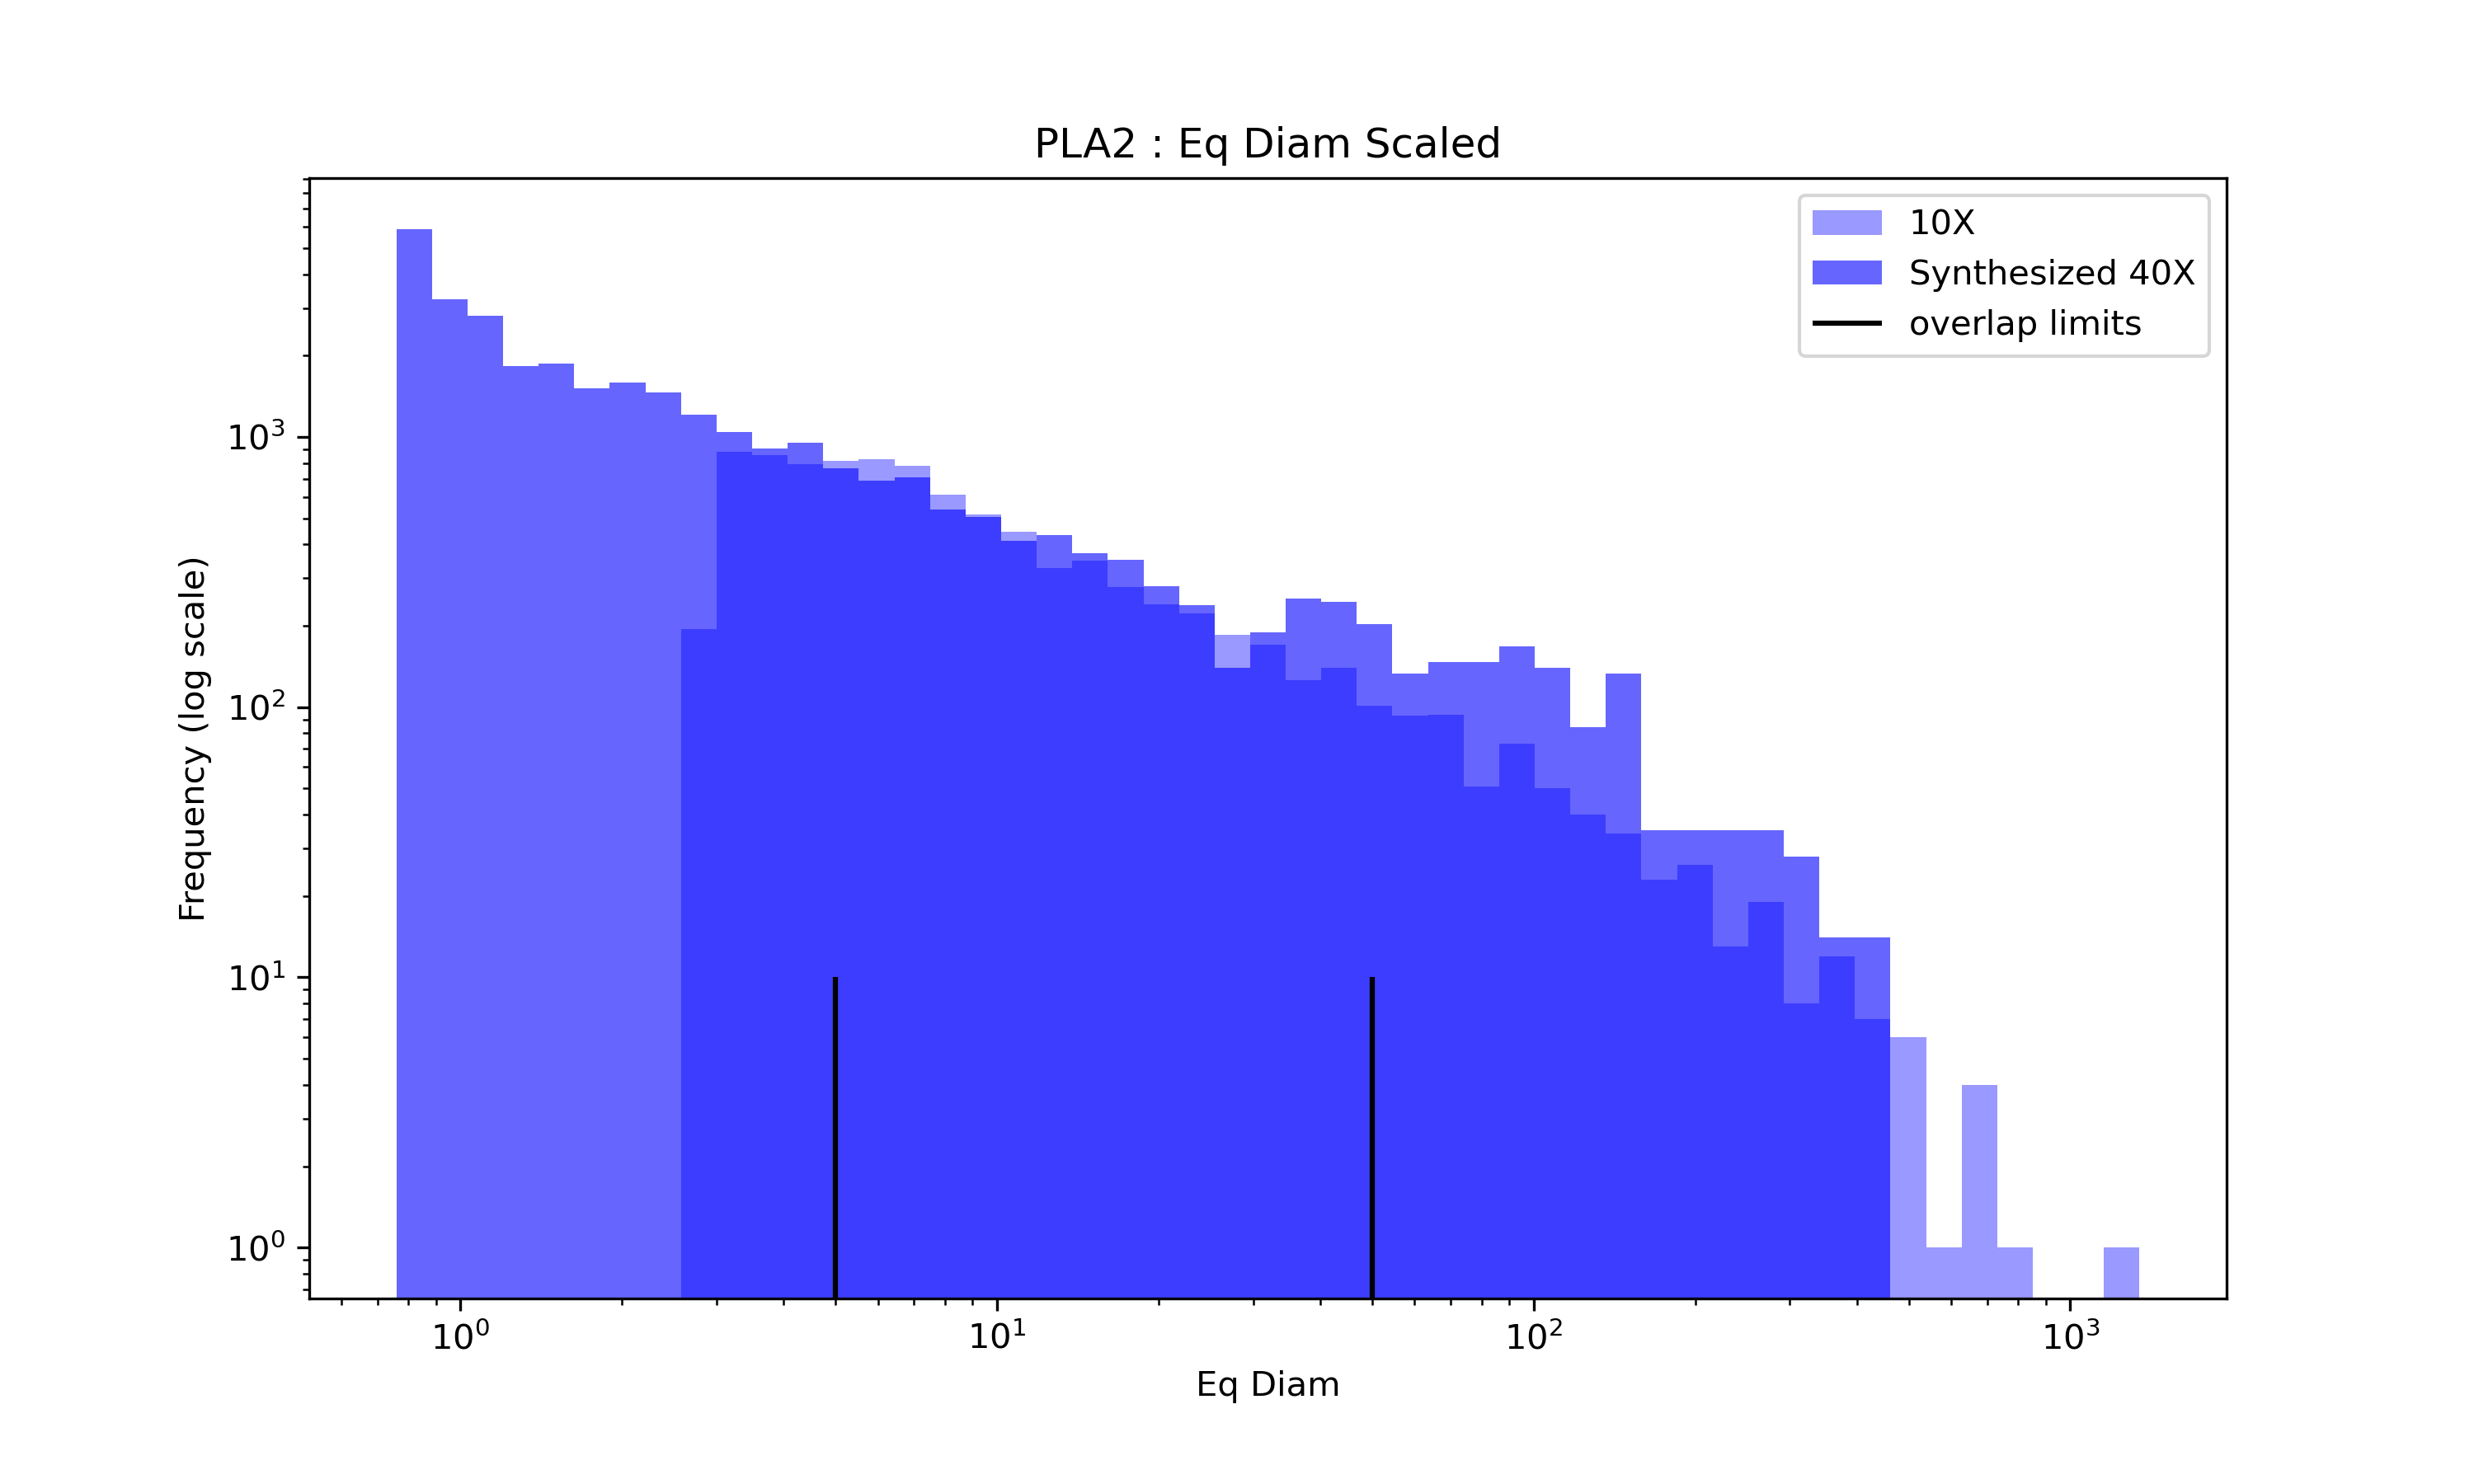 PLA2 : Eq Diam Scaled
10X
Synthesized 40X
overlap limits
Frequency (log scale)
10³
10²
10¹
10⁰
10⁰ 10¹ 10² 10³
Eq Diam